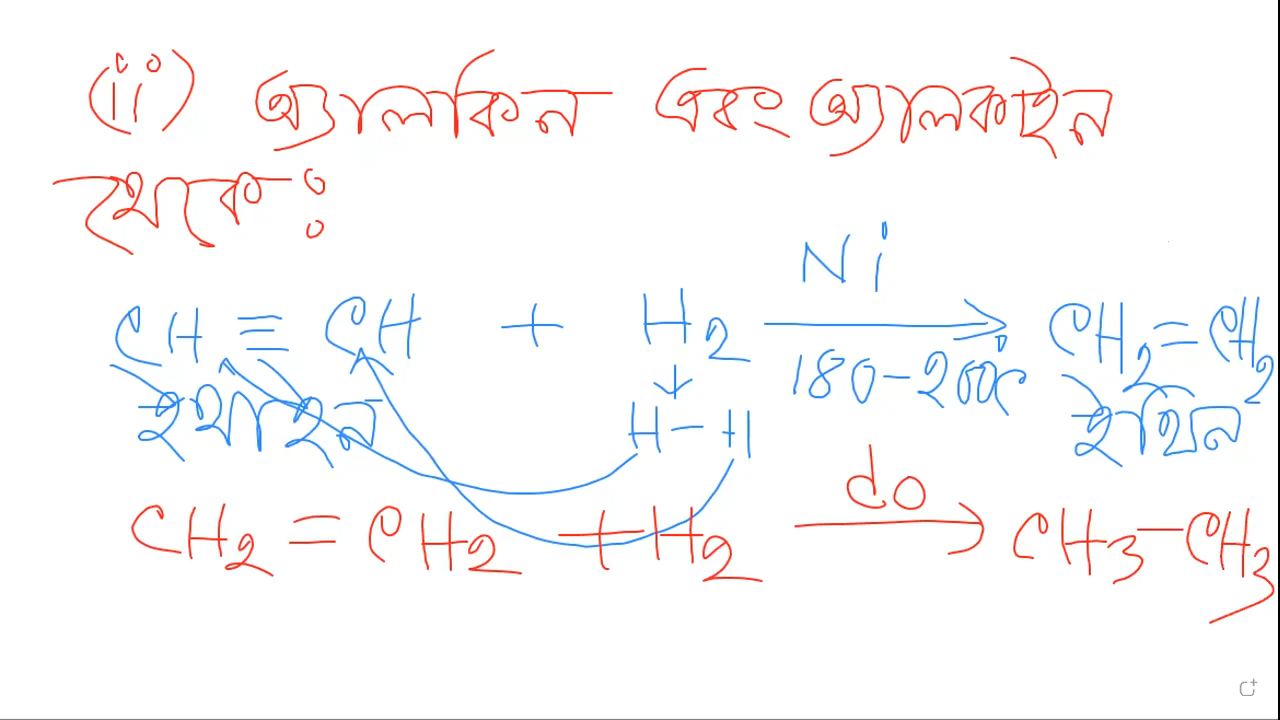 (ii) অ্যালকিন এবং অ্যালকাইন
থেকে:
CH ≡ CH + H₂ Ni 180-200°C CH₂=CH₂
ইথাইন H-H ইথিন
CH₂ = CH₂ + H₂ do CH₃-CH₃